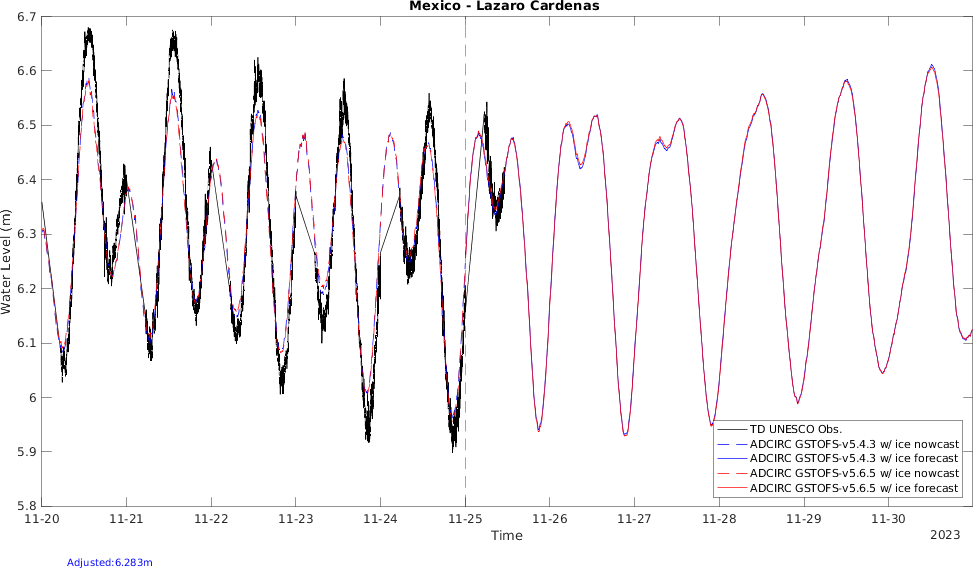 Mexico - Lazaro Cardenas
6.7
6.6
6.5
6.4
6.3
6.2
6.1
6
5.9
5.8
Water Level (m)
11-20 11-21 11-22 11-23 11-24 11-25 11-26 11-27 11-28 11-29 11-30
Time
2023
TD UNESCO Obs.
ADCIRC GSTOFS-v5.4.3 w/ ice nowcast
ADCIRC GSTOFS-v5.4.3 w/ ice forecast
ADCIRC GSTOFS-v5.6.5 w/ ice nowcast
ADCIRC GSTOFS-v5.6.5 w/ ice forecast
Adjusted:6.283m